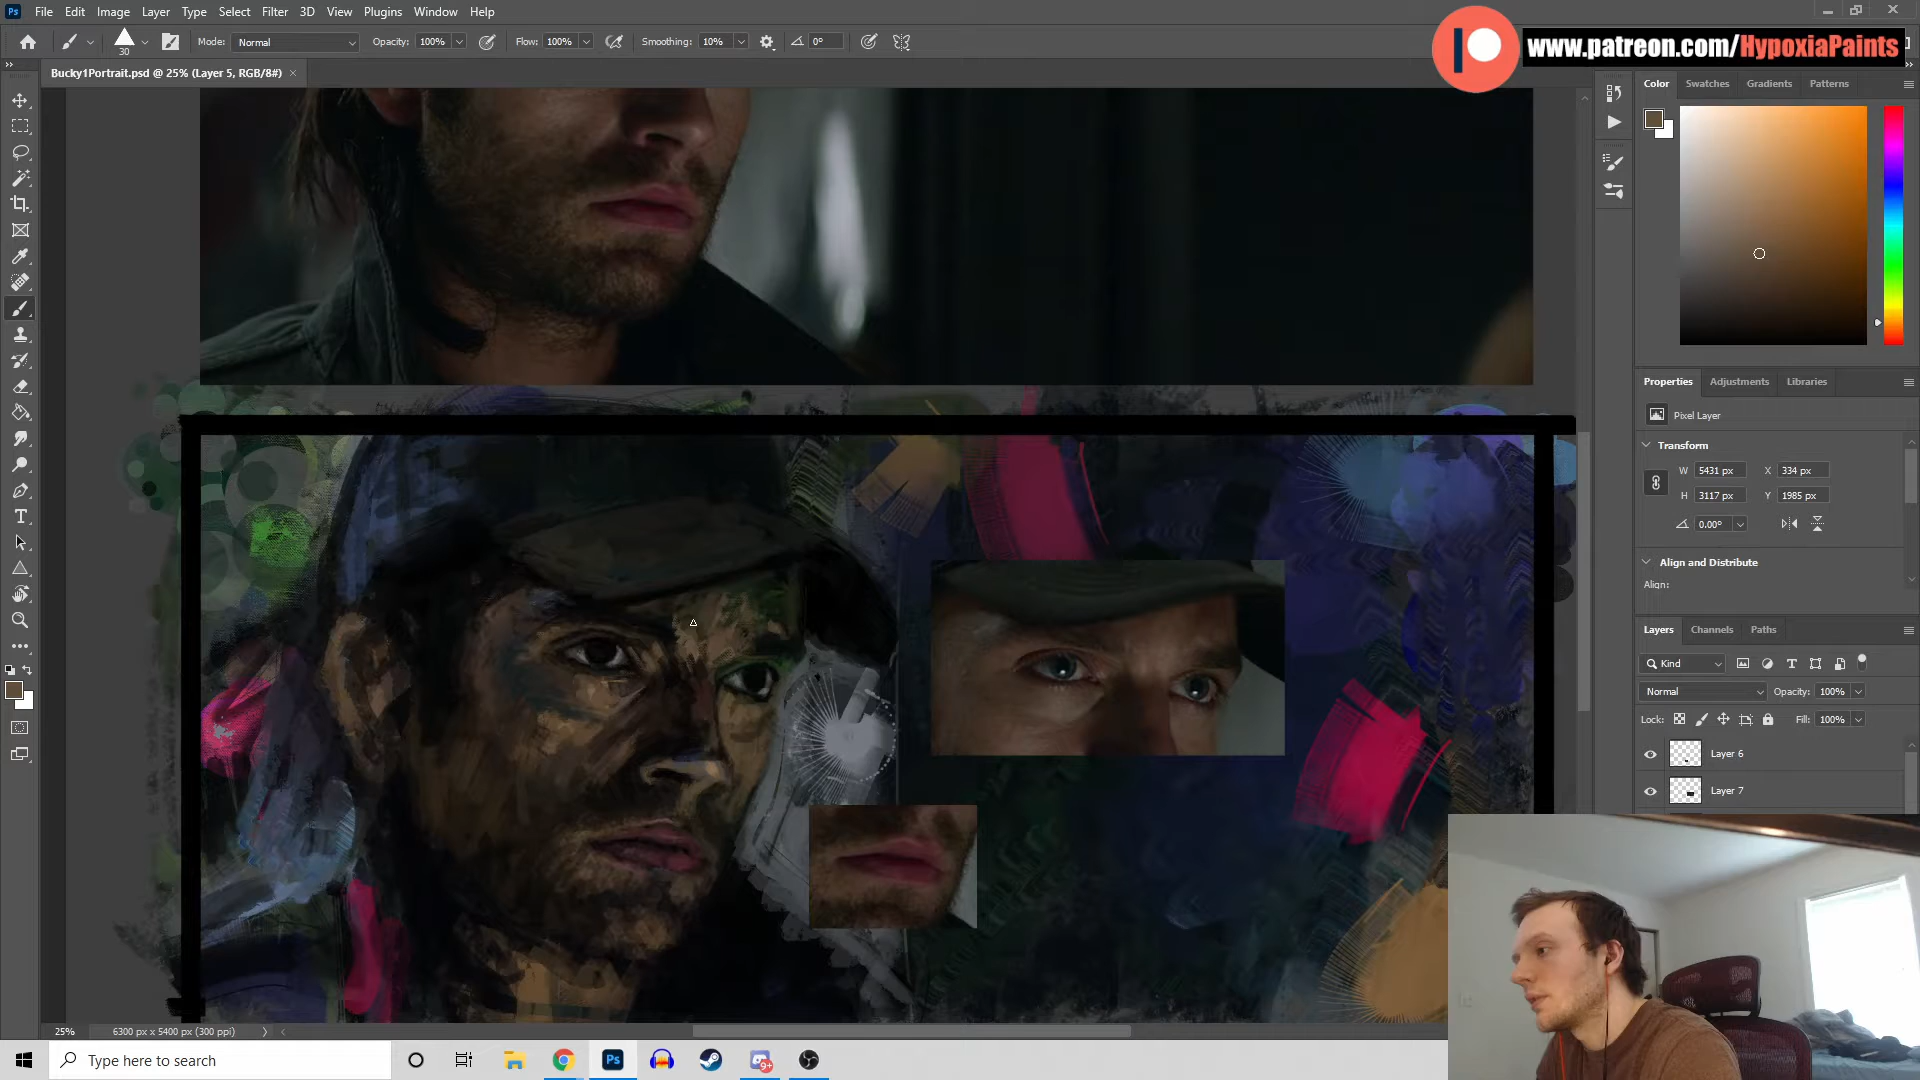 Ps File Edit Image Layer Type Select Filter 3D View Plugins Window Help
30 Mode: Normal Opacity: 100% Flow: 100% Smoothing: 10% 0°
www.patreon.com/HypoxiaPaints
Bucky1Portrait.psd @ 25% (Layer 5, RGB/8#) ×
Color Swatches Gradients Patterns
Properties Adjustments Libraries
Pixel Layer
Transform
W 5431 px X 334 px
H 3117 px Y 1985 px
0.00°
Align and Distribute
Align:
Layers Channels Paths
Kind
Normal Opacity: 100%
Lock: Fill: 100%
Layer 6
Layer 7
25% 6300 px x 5400 px (300 ppi)
Type here to search
Ps
9+